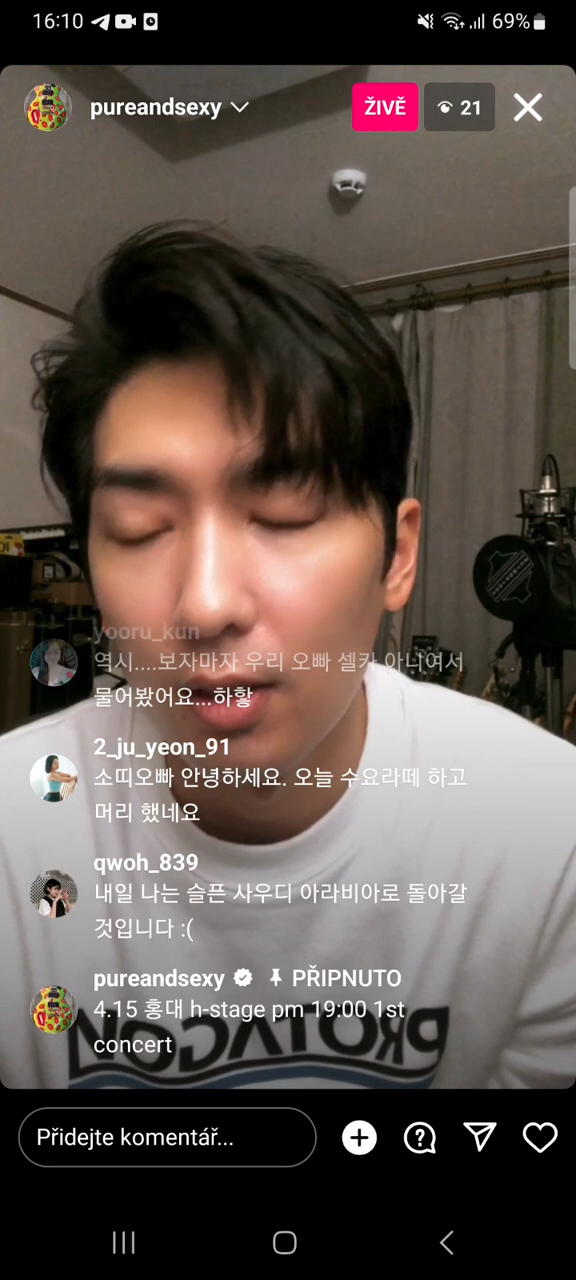 16:10
69%
pureandsexy
ŽIVĚ
21
yooru_kun
역시....보자마자 우리 오빠 셀카 아니여서
물어봤어요...하핳
2_ju_yeon_91
소띠오빠 안녕하세요. 오늘 수요라떼 하고
머리 했네요
qwoh_839
내일 나는 슬픈 사우디 아라비아로 돌아갈
것입니다 :(
pureandsexy PŘIPNUTO
4.15 홍대 h-stage pm 19:00 1st
concert
PROTAGON
Přidejte komentář...